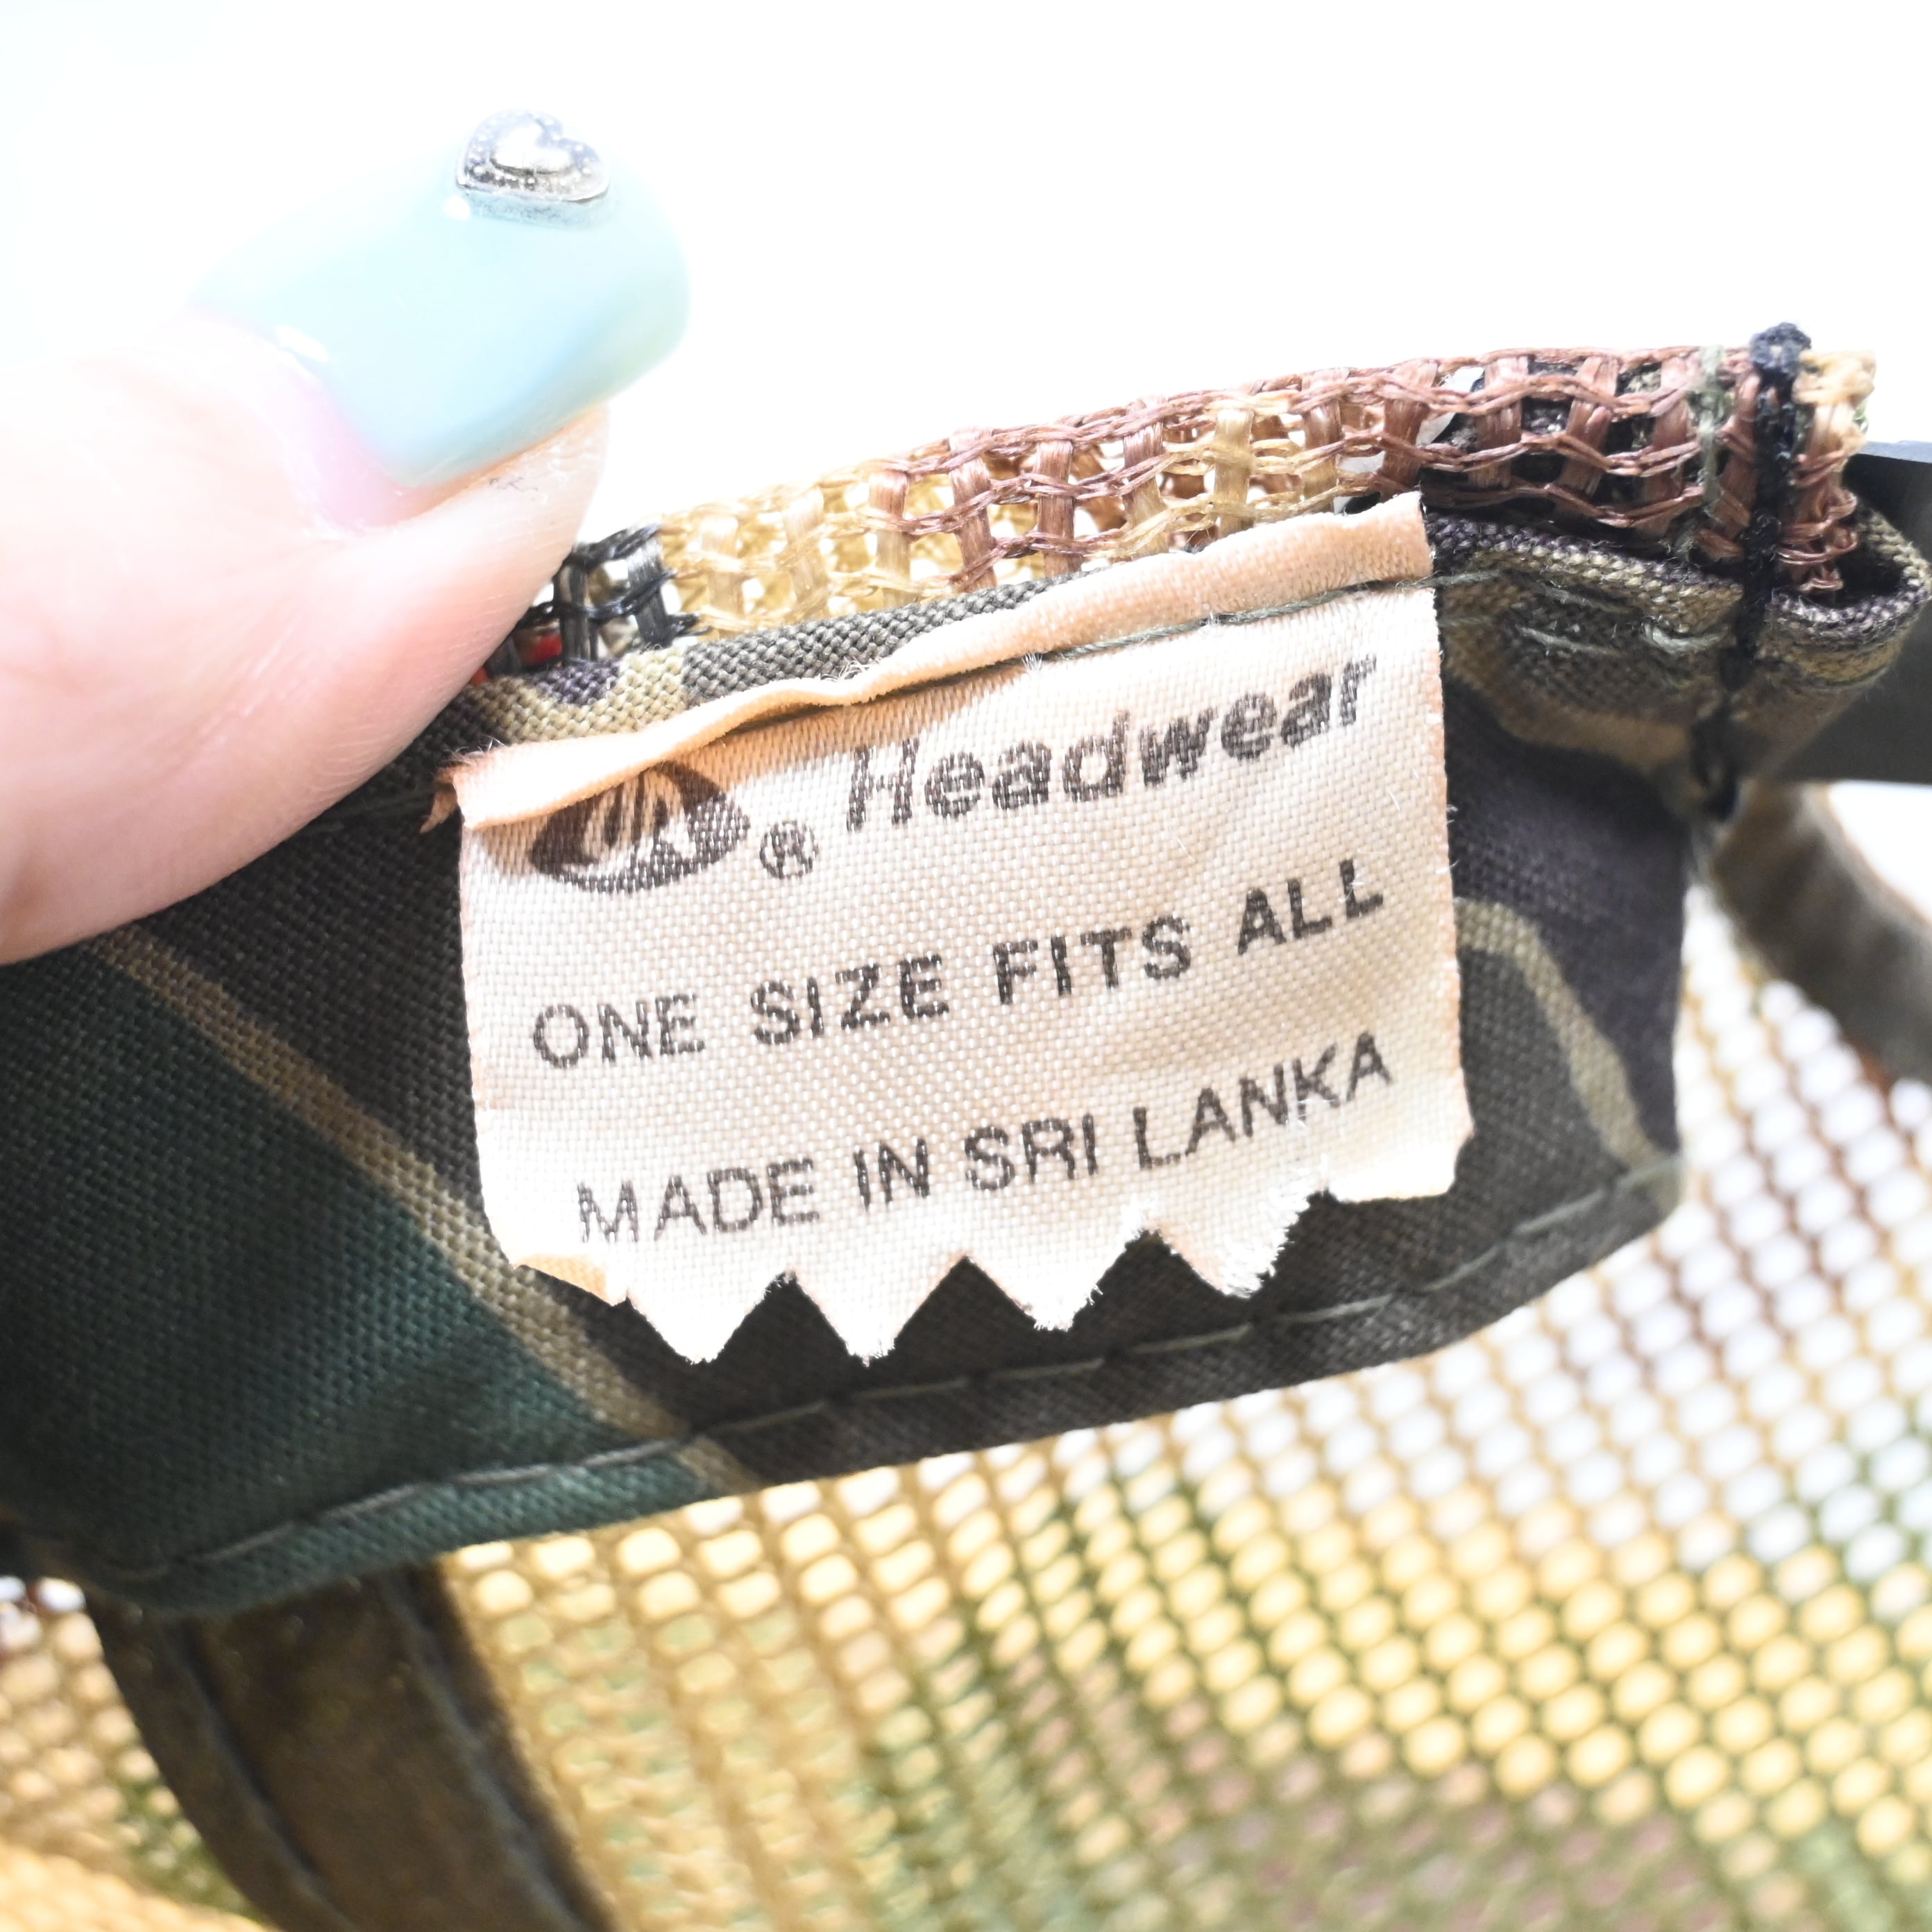 ® Headwear
ONE SIZE FITS ALL
MADE IN SRI LANKA